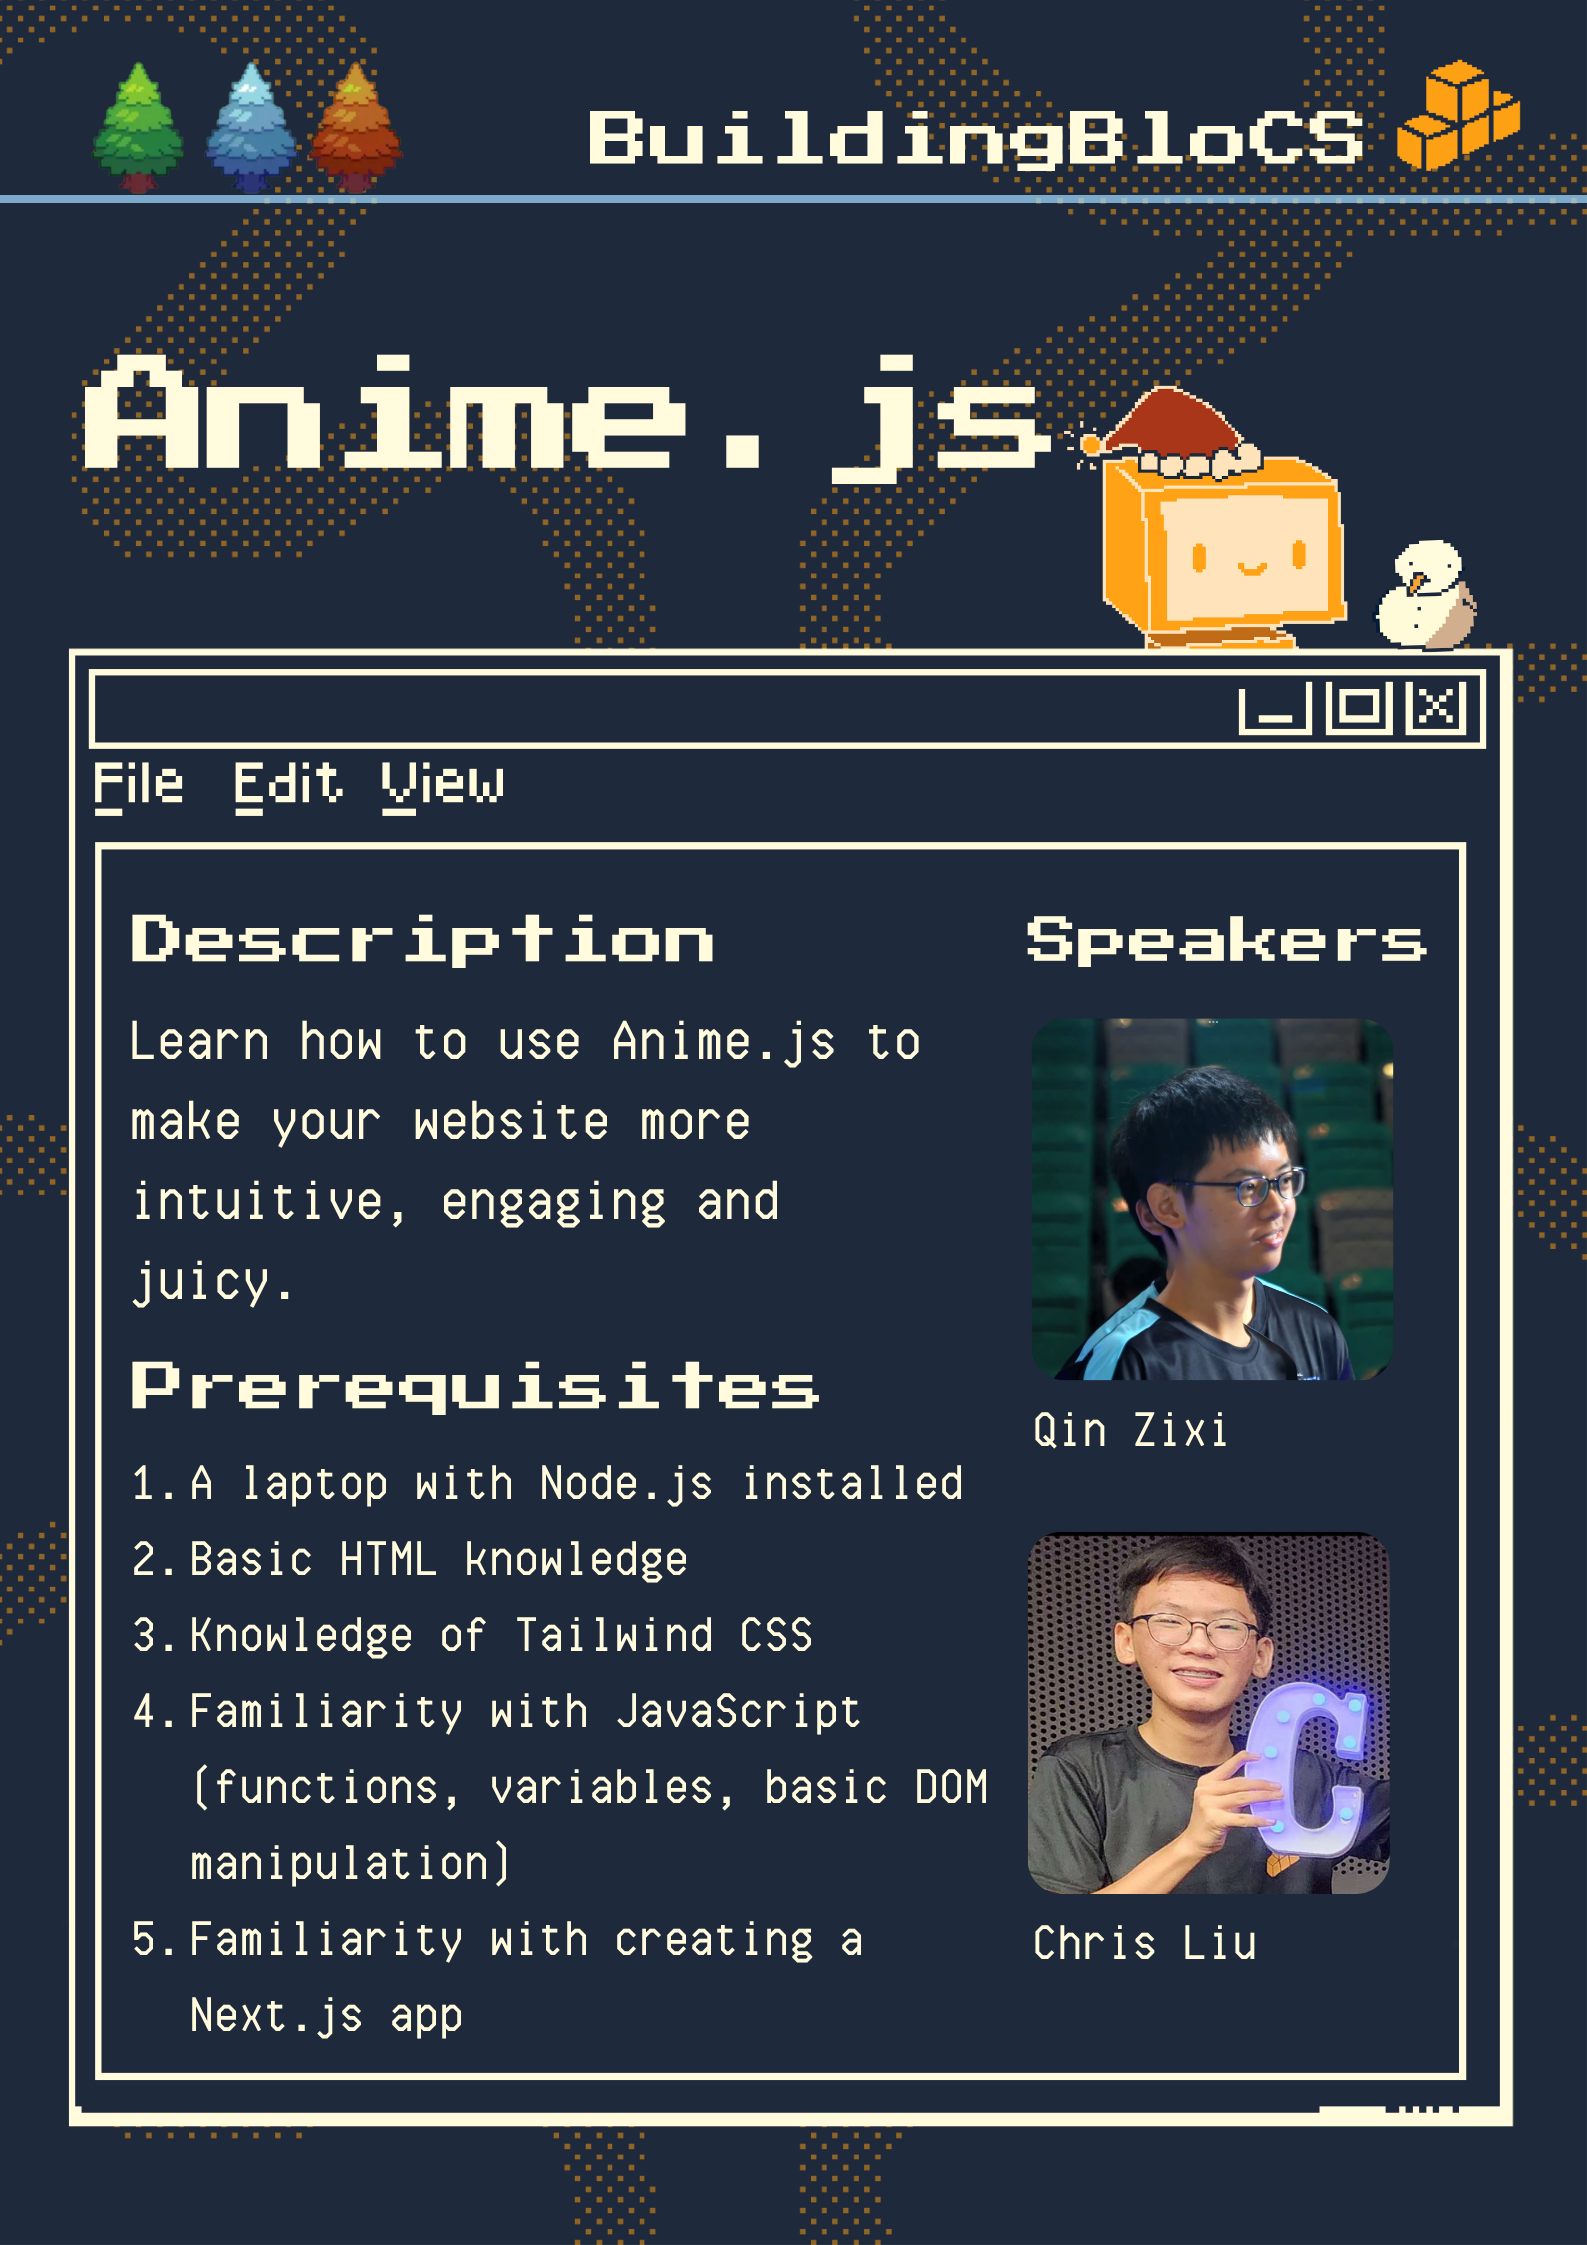 BuildingBloCS
Anime.js
File Edit View
Description
Learn how to use Anime.js to
make your website more
intuitive, engaging and
juicy.
Prerequisites
1. A laptop with Node.js installed
2. Basic HTML knowledge
3. Knowledge of Tailwind CSS
4. Familiarity with JavaScript
(functions, variables, basic DOM
manipulation)
5. Familiarity with creating a
Next.js app
Speakers
Qin Zixi
C
Chris Liu